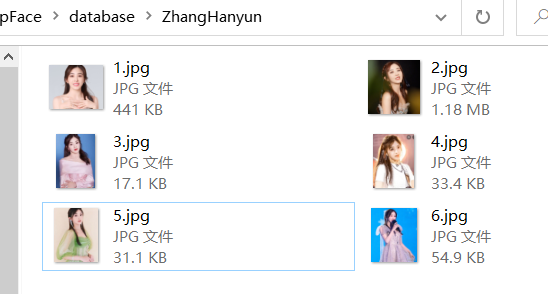 pFace > database > ZhangHanyun
1.jpg
JPG 文件
441 KB
2.jpg
JPG 文件
1.18 MB
3.jpg
JPG 文件
17.1 KB
4.jpg
JPG 文件
33.4 KB
5.jpg
JPG 文件
31.1 KB
6.jpg
JPG 文件
54.9 KB